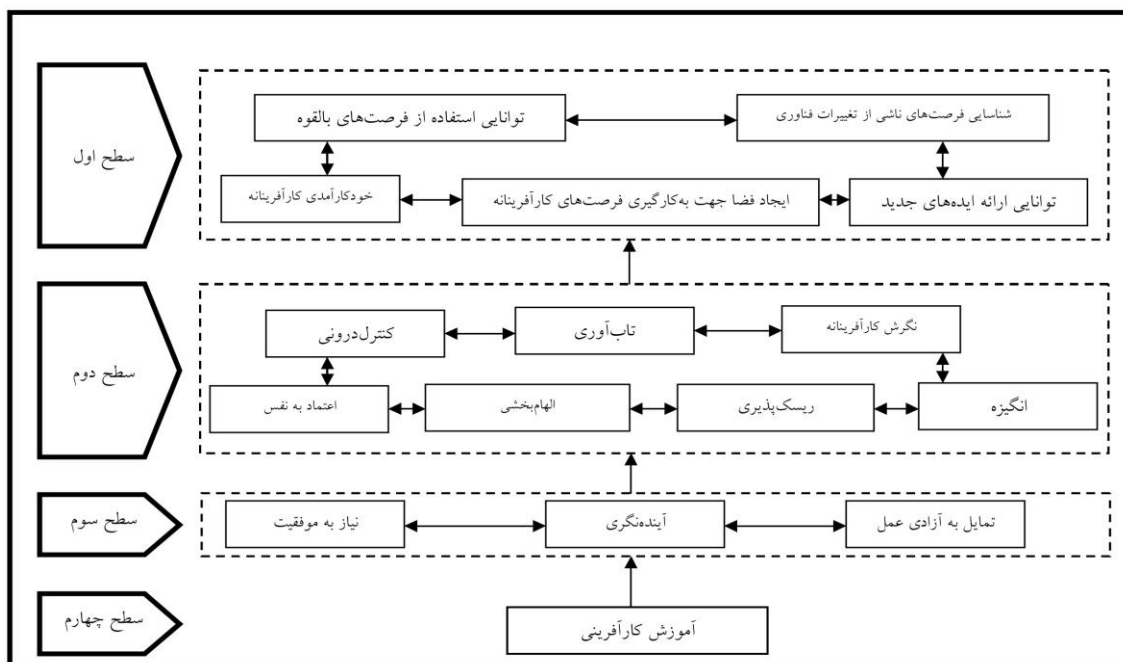 سطح اول
شناسایی فرصت‌های ناشی از تغییرات فناوری
توانایی استفاده از فرصت‌های بالقوه
توانایی ارائه ایده‌های جدید
ایجاد فضا جهت به‌کارگیری فرصت‌های کارآفرینانه
خودکارآمدی کارآفرینانه
سطح دوم
نگرش کارآفرینانه
تاب‌آوری
کنترل‌درونی
انگیزه
ریسک‌پذیری
الهام‌بخشی
اعتماد به نفس
سطح سوم
تمایل به آزادی عمل
آینده‌نگری
نیاز به موفقیت
سطح چهارم
آموزش کارآفرینی